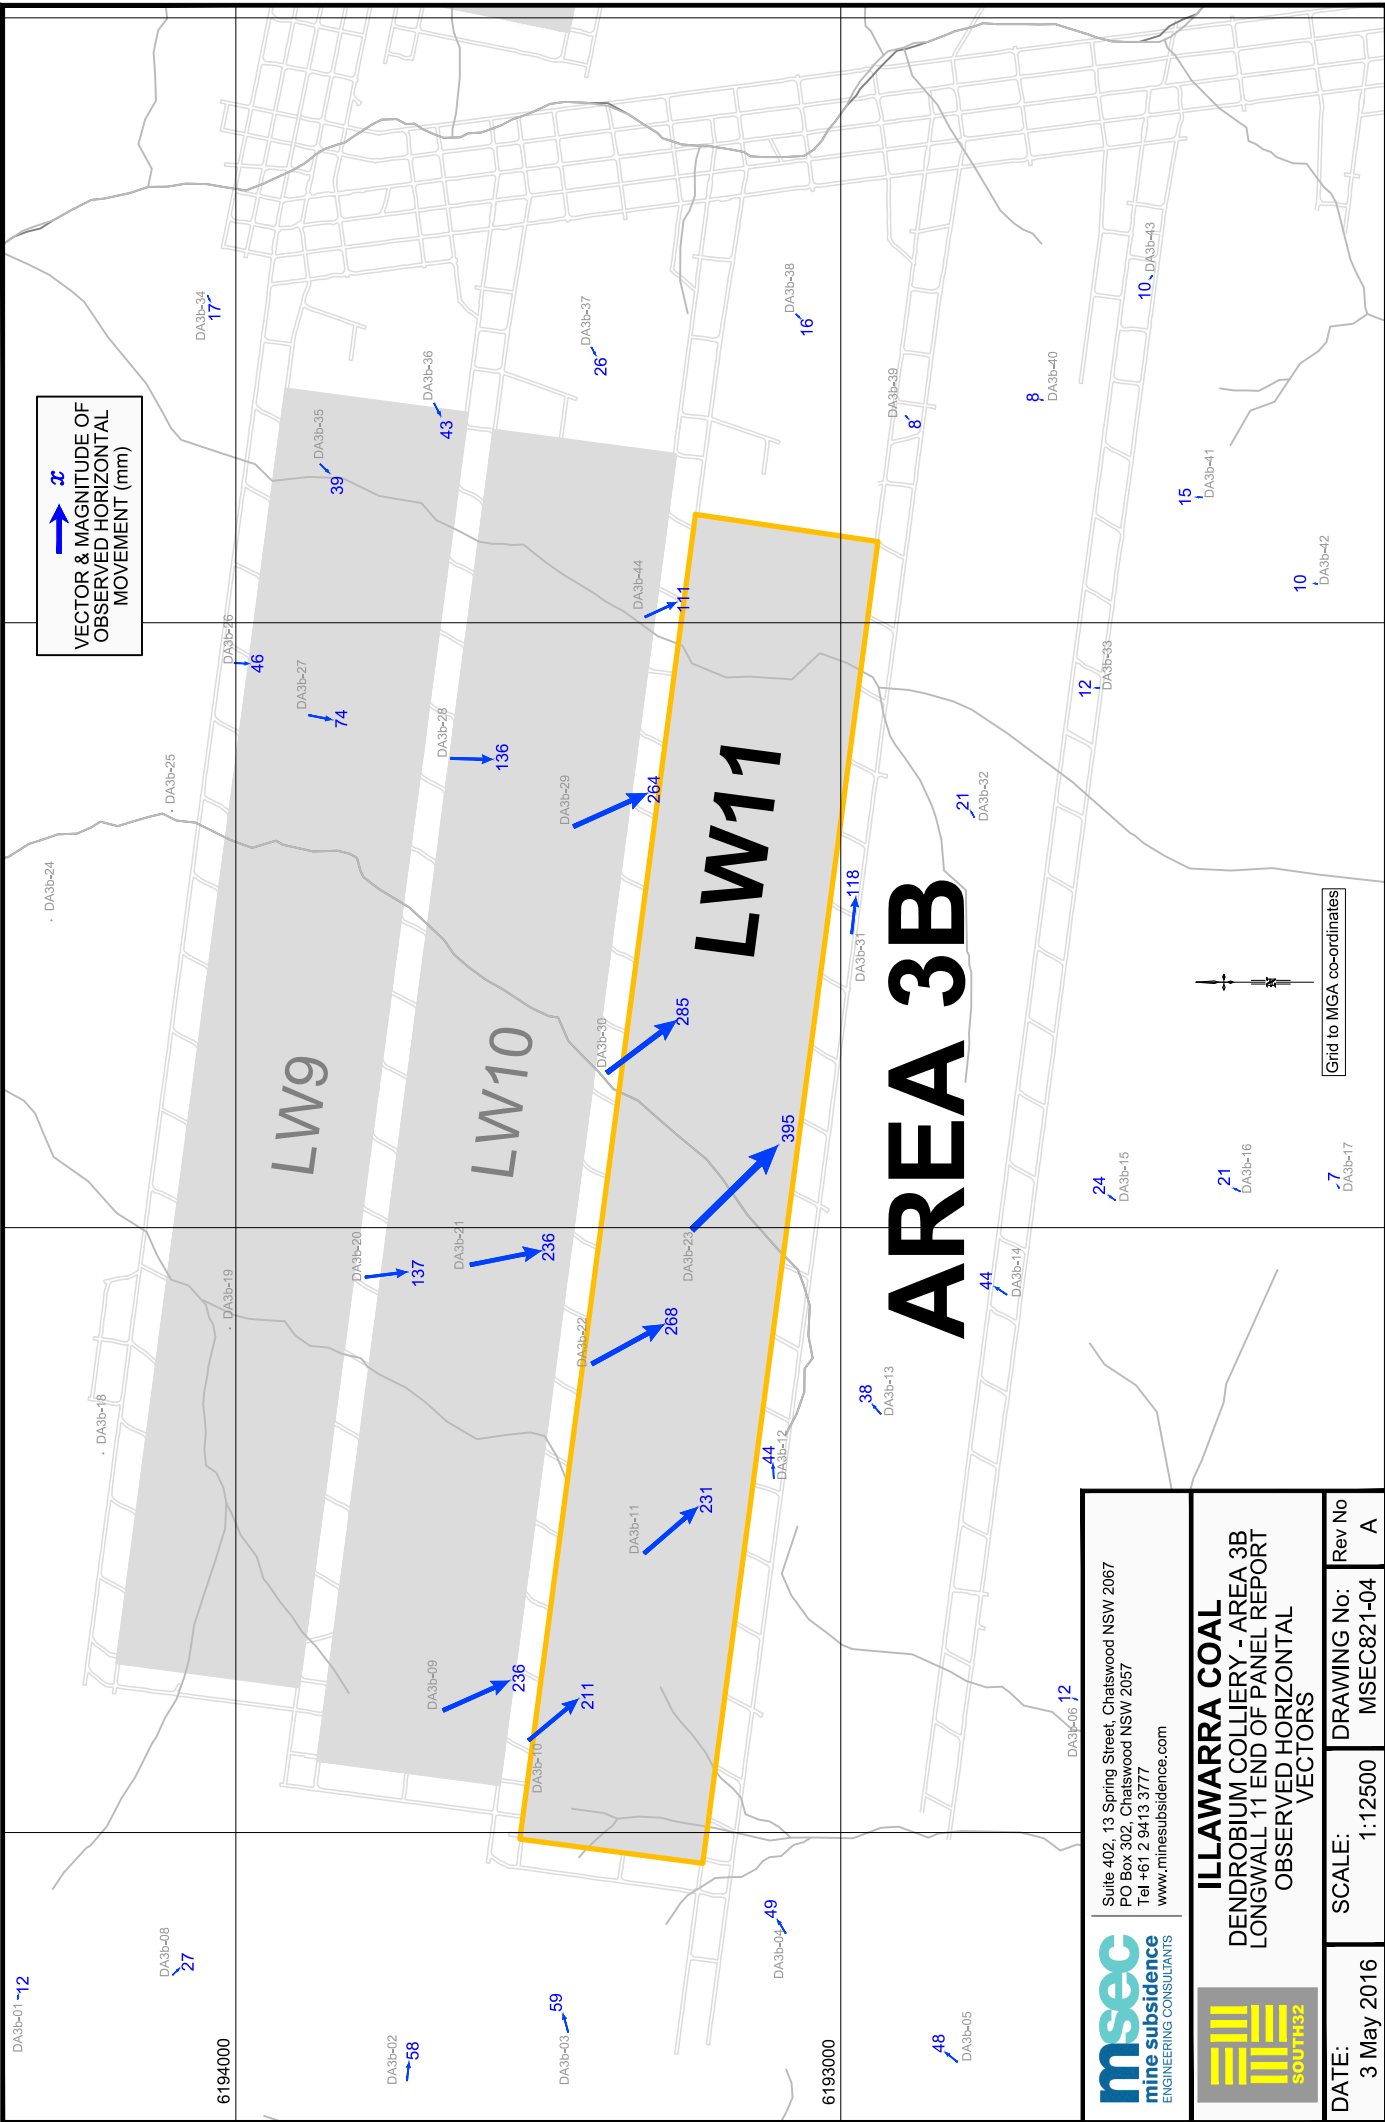 x
VECTOR & MAGNITUDE OF
OBSERVED HORIZONTAL
MOVEMENT (mm)
DA3b-01
12
DA3b-08
27
DA3b-02
58
DA3b-03
59
DA3b-04
49
DA3b-05
48
6194000
6193000
DA3b-09
236
DA3b-10
211
DA3b-06
12
DA3b-11
231
DA3b-12
44
DA3b-13
38
DA3b-14
44
DA3b-15
24
DA3b-16
21
DA3b-17
7
DA3b-18
DA3b-19
DA3b-20
137
DA3b-21
236
DA3b-22
268
DA3b-23
395
DA3b-24
DA3b-25
DA3b-26
46
DA3b-27
74
DA3b-28
136
DA3b-29
264
DA3b-30
285
DA3b-31
118
DA3b-32
21
DA3b-33
12
DA3b-34
17
DA3b-35
39
DA3b-36
43
DA3b-37
26
DA3b-38
16
DA3b-39
8
DA3b-40
8
DA3b-41
15
DA3b-42
10
DA3b-43
10
DA3b-44
111
LW9
LW10
LW11
AREA 3B
N
Grid to MGA co-ordinates
msec
mine subsidence
ENGINEERING CONSULTANTS
Suite 402, 13 Spring Street, Chatswood NSW 2067
PO Box 302, Chatswood NSW 2057
Tel +61 2 9413 3777
www.minesubsidence.com
SOUTH32
ILLAWARRA COAL
DENDROBIUM COLLIERY - AREA 3B
LONGWALL 11 END OF PANEL REPORT
OBSERVED HORIZONTAL
VECTORS
DATE:
3 May 2016
SCALE:
1:12500
DRAWING No:
MSEC821-04
Rev No
A